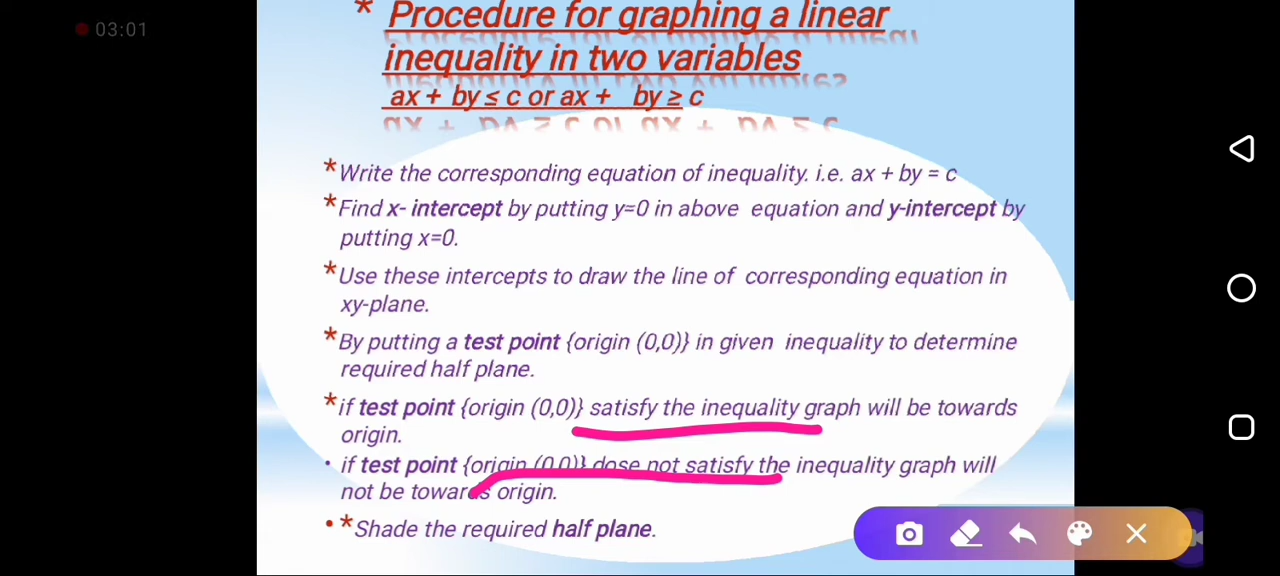 03:01
* Procedure for graphing a linear
inequality in two variables
ax + by ≤ c or ax + by ≥ c
*Write the corresponding equation of inequality. i.e. ax + by = c
*Find x- intercept by putting y=0 in above equation and y-intercept by
putting x=0.
*Use these intercepts to draw the line of corresponding equation in
xy-plane.
*By putting a test point {origin (0,0)} in given inequality to determine
required half plane.
*if test point {origin (0,0)} satisfy the inequality graph will be towards
origin.
• if test point {origin (0,0)} dose not satisfy the inequality graph will
not be towards origin.
• *Shade the required half plane.